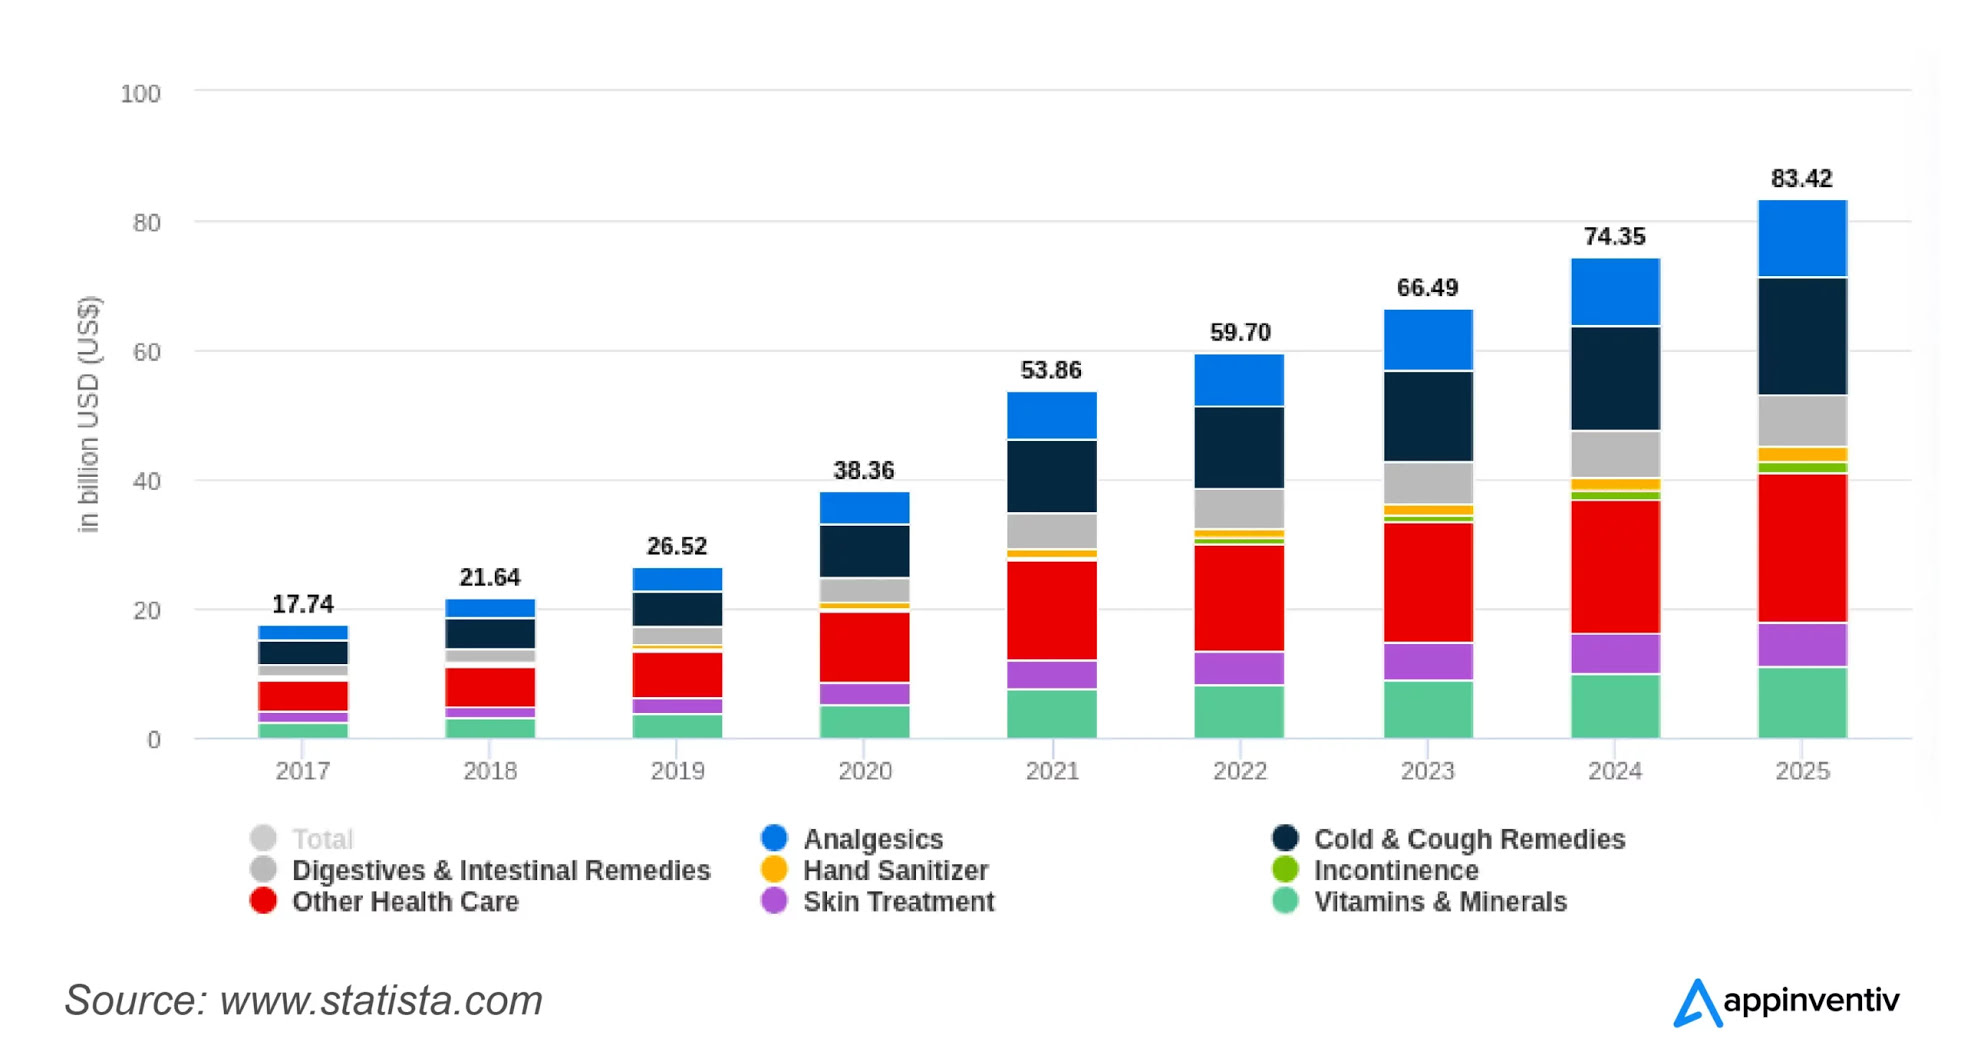 100
80
60
40
20
0
in billion USD (US$)
17.74
21.64
26.52
38.36
53.86
59.70
66.49
74.35
83.42
2017 2018 2019 2020 2021 2022 2023 2024 2025
Total Analgesics Cold & Cough Remedies
Digestives & Intestinal Remedies Hand Sanitizer Incontinence
Other Health Care Skin Treatment Vitamins & Minerals
Source: www.statista.com
appinventiv